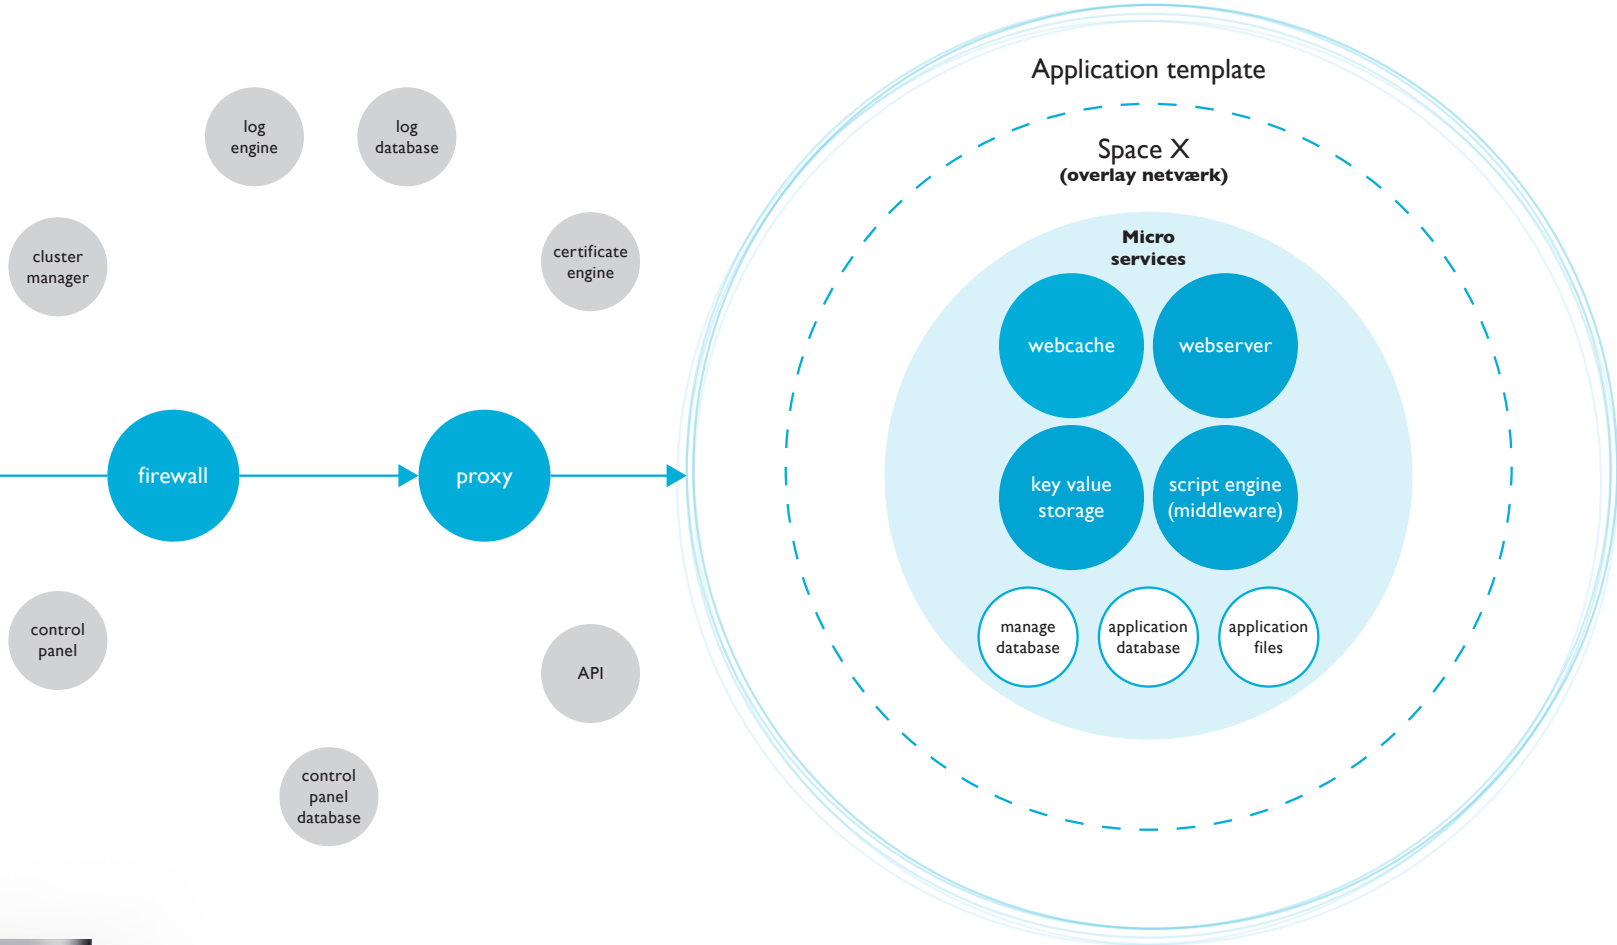 Application template
Space X
(overlay netværk)
Micro
services
webcache
webserver
key value
storage
script engine
(middleware)
manage
database
application
database
application
files
log
engine
log
database
cluster
manager
certificate
engine
firewall
proxy
control
panel
API
control
panel
database